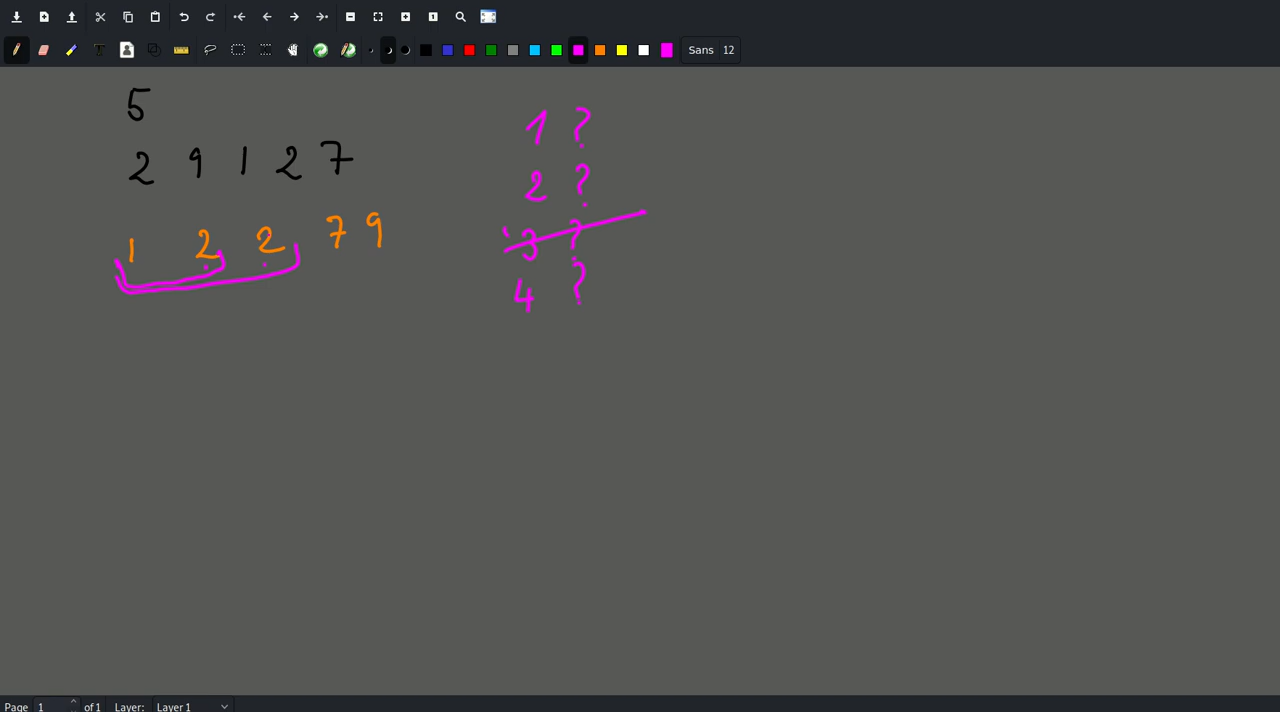 Sans 12
5
2 9 1 2 7
1 2 2 7 9
1 ?
2 ?
3 ?
4 ?
Page 1 of 1 Layer: Layer 1